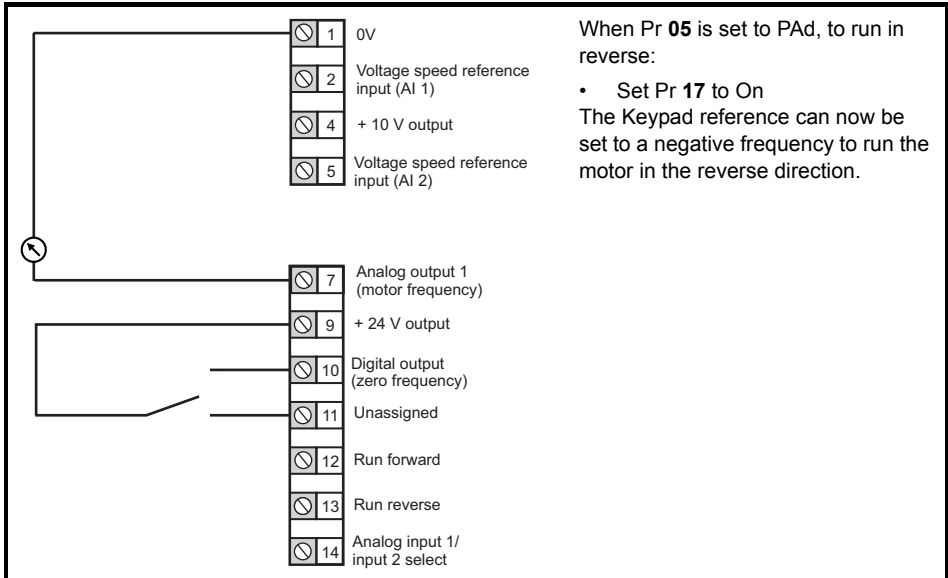 1 0V
2 Voltage speed reference
input (AI 1)
4 + 10 V output
5 Voltage speed reference
input (AI 2)
7 Analog output 1
(motor frequency)
9 + 24 V output
10 Digital output
(zero frequency)
11 Unassigned
12 Run forward
13 Run reverse
14 Analog input 1/
input 2 select
When Pr 05 is set to PAd, to run in
reverse:
• Set Pr 17 to On
The Keypad reference can now be
set to a negative frequency to run the
motor in the reverse direction.